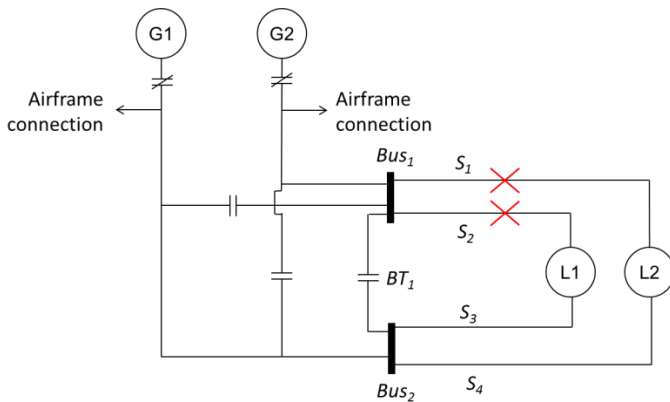 G1
G2
Airframe
connection
Airframe
connection
Bus1
S1
S2
L1
L2
BT1
S3
Bus2
S4